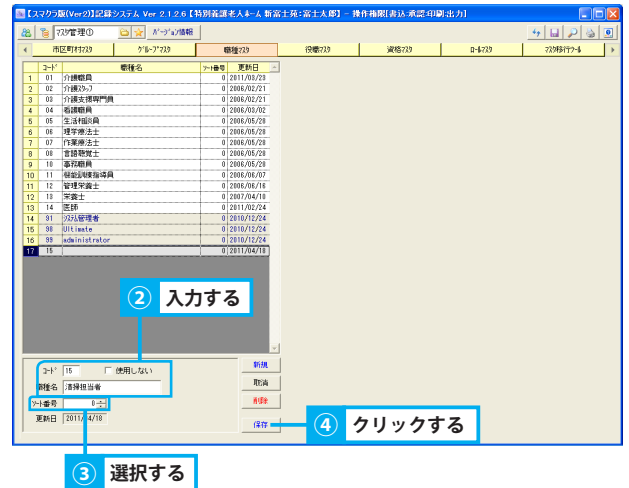 【スマケラ版(Ver2)】記録システム Ver 2.1.2.6【特別養護老人ホーム 新富士苑:富士太郎】 - 操作権限[書込:承認:印刷:出力]
ﾏｽﾀ管理① ﾊﾞｰｼﾞｮﾝ情報
市区町村ﾏｽﾀ ｸﾞﾙｰﾌﾟﾏｽﾀ 職種ﾏｽﾀ 役職ﾏｽﾀ 資格ﾏｽﾀ ﾛｰﾙﾏｽﾀ ﾏｽﾀ移行ﾂｰﾙ
ｺｰﾄﾞ 職種名 ｿｰﾄ番号 更新日
1 01 介護職員 0 2011/03/23
2 02 介護ｽﾀｯﾌ 0 2006/02/21
3 03 介護支援専門員 0 2006/02/21
4 04 看護職員 0 2006/03/02
5 05 生活相談員 0 2006/05/28
6 06 理学療法士 0 2006/05/28
7 07 作業療法士 0 2006/05/28
8 08 言語聴覚士 0 2006/05/28
9 10 事務職員 0 2006/05/28
10 11 機能訓練指導員 0 2006/06/07
11 12 管理栄養士 0 2006/06/16
12 13 栄養士 0 2007/04/18
13 14 医師 0 2011/02/24
14 91 ｼｽﾃﾑ管理者 0 2010/12/24
15 98 Ultimate 0 2010/12/24
16 99 administrator 0 2010/12/24
17 15 0 2011/04/18
② 入力する
ｺｰﾄﾞ 15 使用しない 新規
職種名 清掃担当者 取消
ｿｰﾄ番号 0 削除
更新日 2011/04/18 保存
④ クリックする
③ 選択する